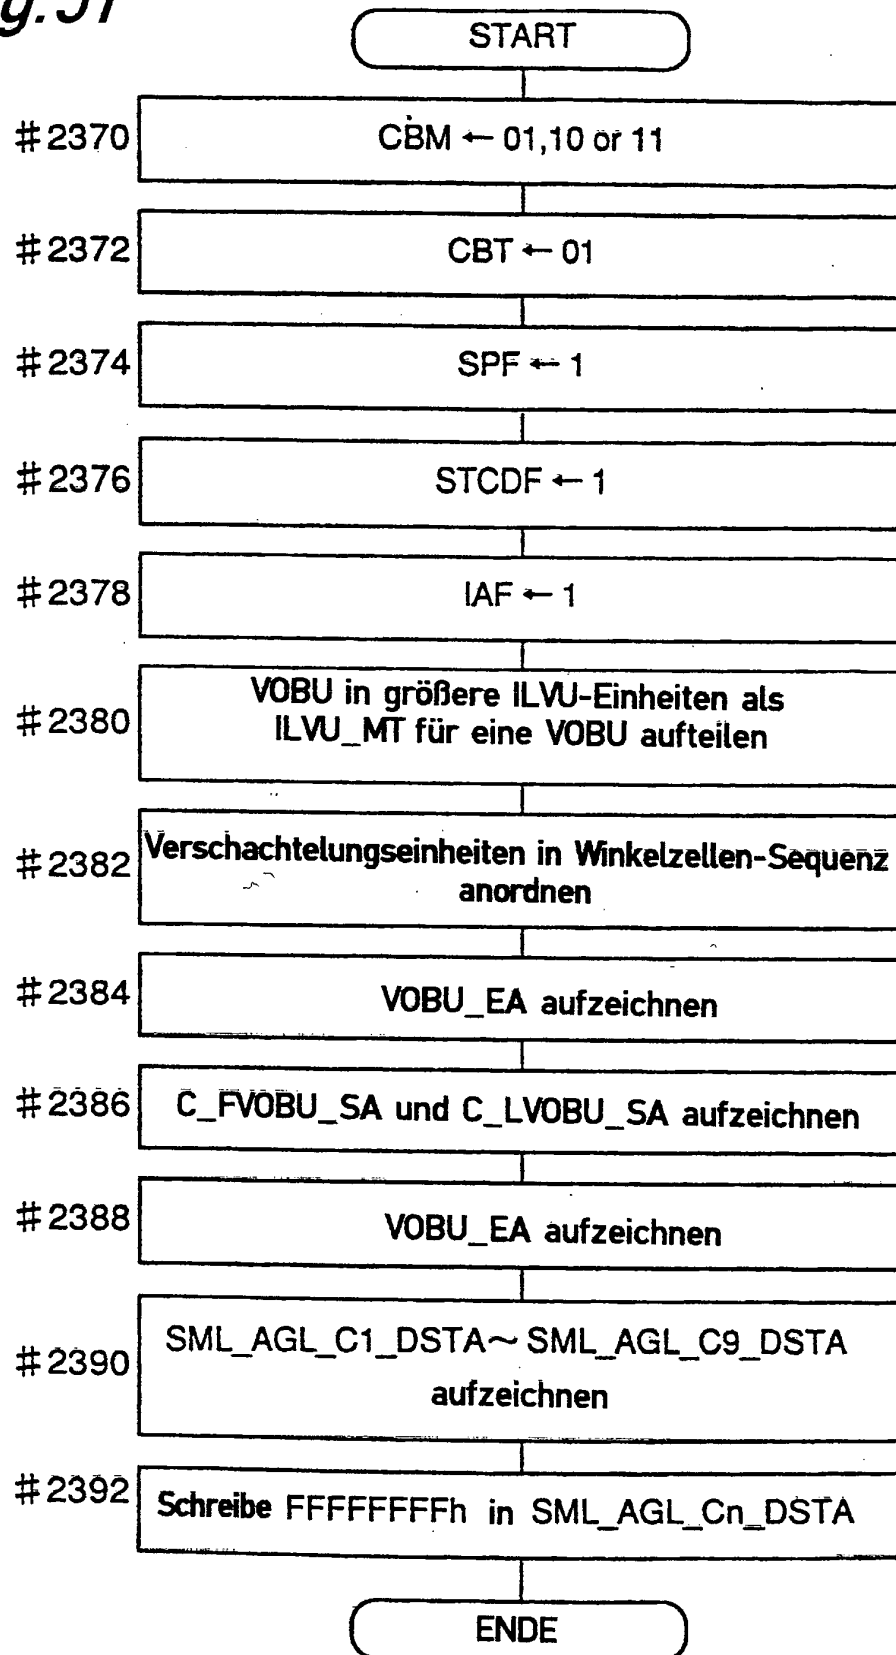 g. 51
START
#2370 CBM ← 01,10 or 11
#2372 CBT ← 01
#2374 SPF ← 1
#2376 STCDF ← 1
#2378 IAF ← 1
#2380 VOBU in größere ILVU-Einheiten als
ILVU_MT für eine VOBU aufteilen
#2382 Verschachtelungseinheiten in Winkelzellen-Sequenz
anordnen
#2384 VOBU_EA aufzeichnen
#2386 C_FVOBU_SA und C_LVOBU_SA aufzeichnen
#2388 VOBU_EA aufzeichnen
#2390 SML_AGL_C1_DSTA~ SML_AGL_C9_DSTA
aufzeichnen
#2392 Schreibe FFFFFFFFh in SML_AGL_Cn_DSTA
ENDE